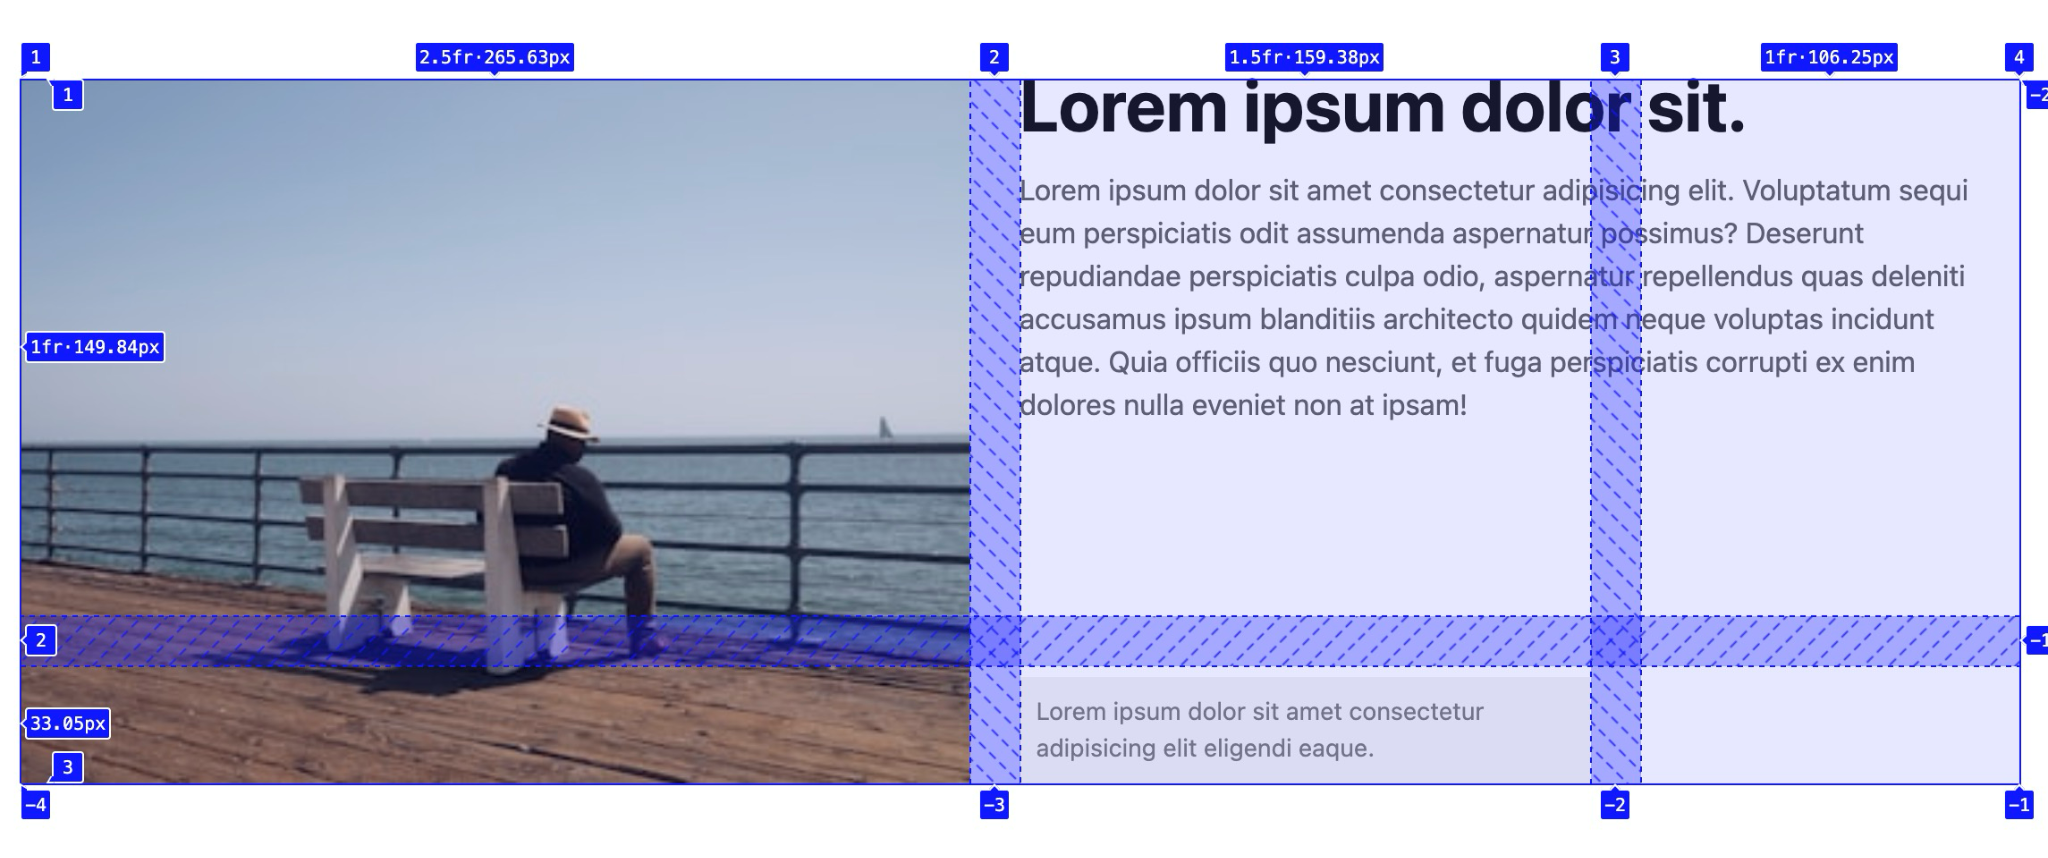 1
2.5fr·265.63px
2
1.5fr·159.38px
3
1fr·106.25px
4
1
−2
Lorem ipsum dolor sit.
Lorem ipsum dolor sit amet consectetur adipisicing elit. Voluptatum sequi
eum perspiciatis odit assumenda aspernatur possimus? Deserunt
repudiandae perspiciatis culpa odio, aspernatur repellendus quas deleniti
accusamus ipsum blanditiis architecto quidem neque voluptas incidunt
atque. Quia officiis quo nesciunt, et fuga perspiciatis corrupti ex enim
dolores nulla eveniet non at ipsam!
1fr·149.84px
2
−1
33.05px
Lorem ipsum dolor sit amet consectetur
adipisicing elit eligendi eaque.
3
−4
−3
−2
−1